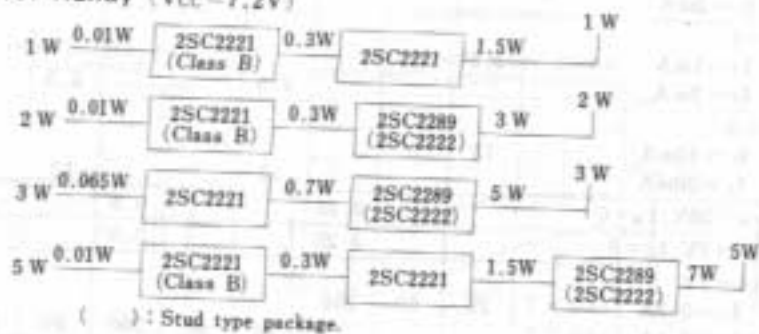 (VCC=7.2V)
1 W 0.01W 2SC2221 (Class B) 0.3W 2SC2221 1.5W 1 W
2 W 0.01W 2SC2221 (Class B) 0.3W 2SC2289 (2SC2222) 3 W 2 W
3 W 0.065W 2SC2221 0.7W 2SC2289 (2SC2222) 5 W 3 W
5 W 0.01W 2SC2221 (Class B) 0.3W 2SC2221 1.5W 2SC2289 (2SC2222) 7W 5W
( ) : Stud type package.